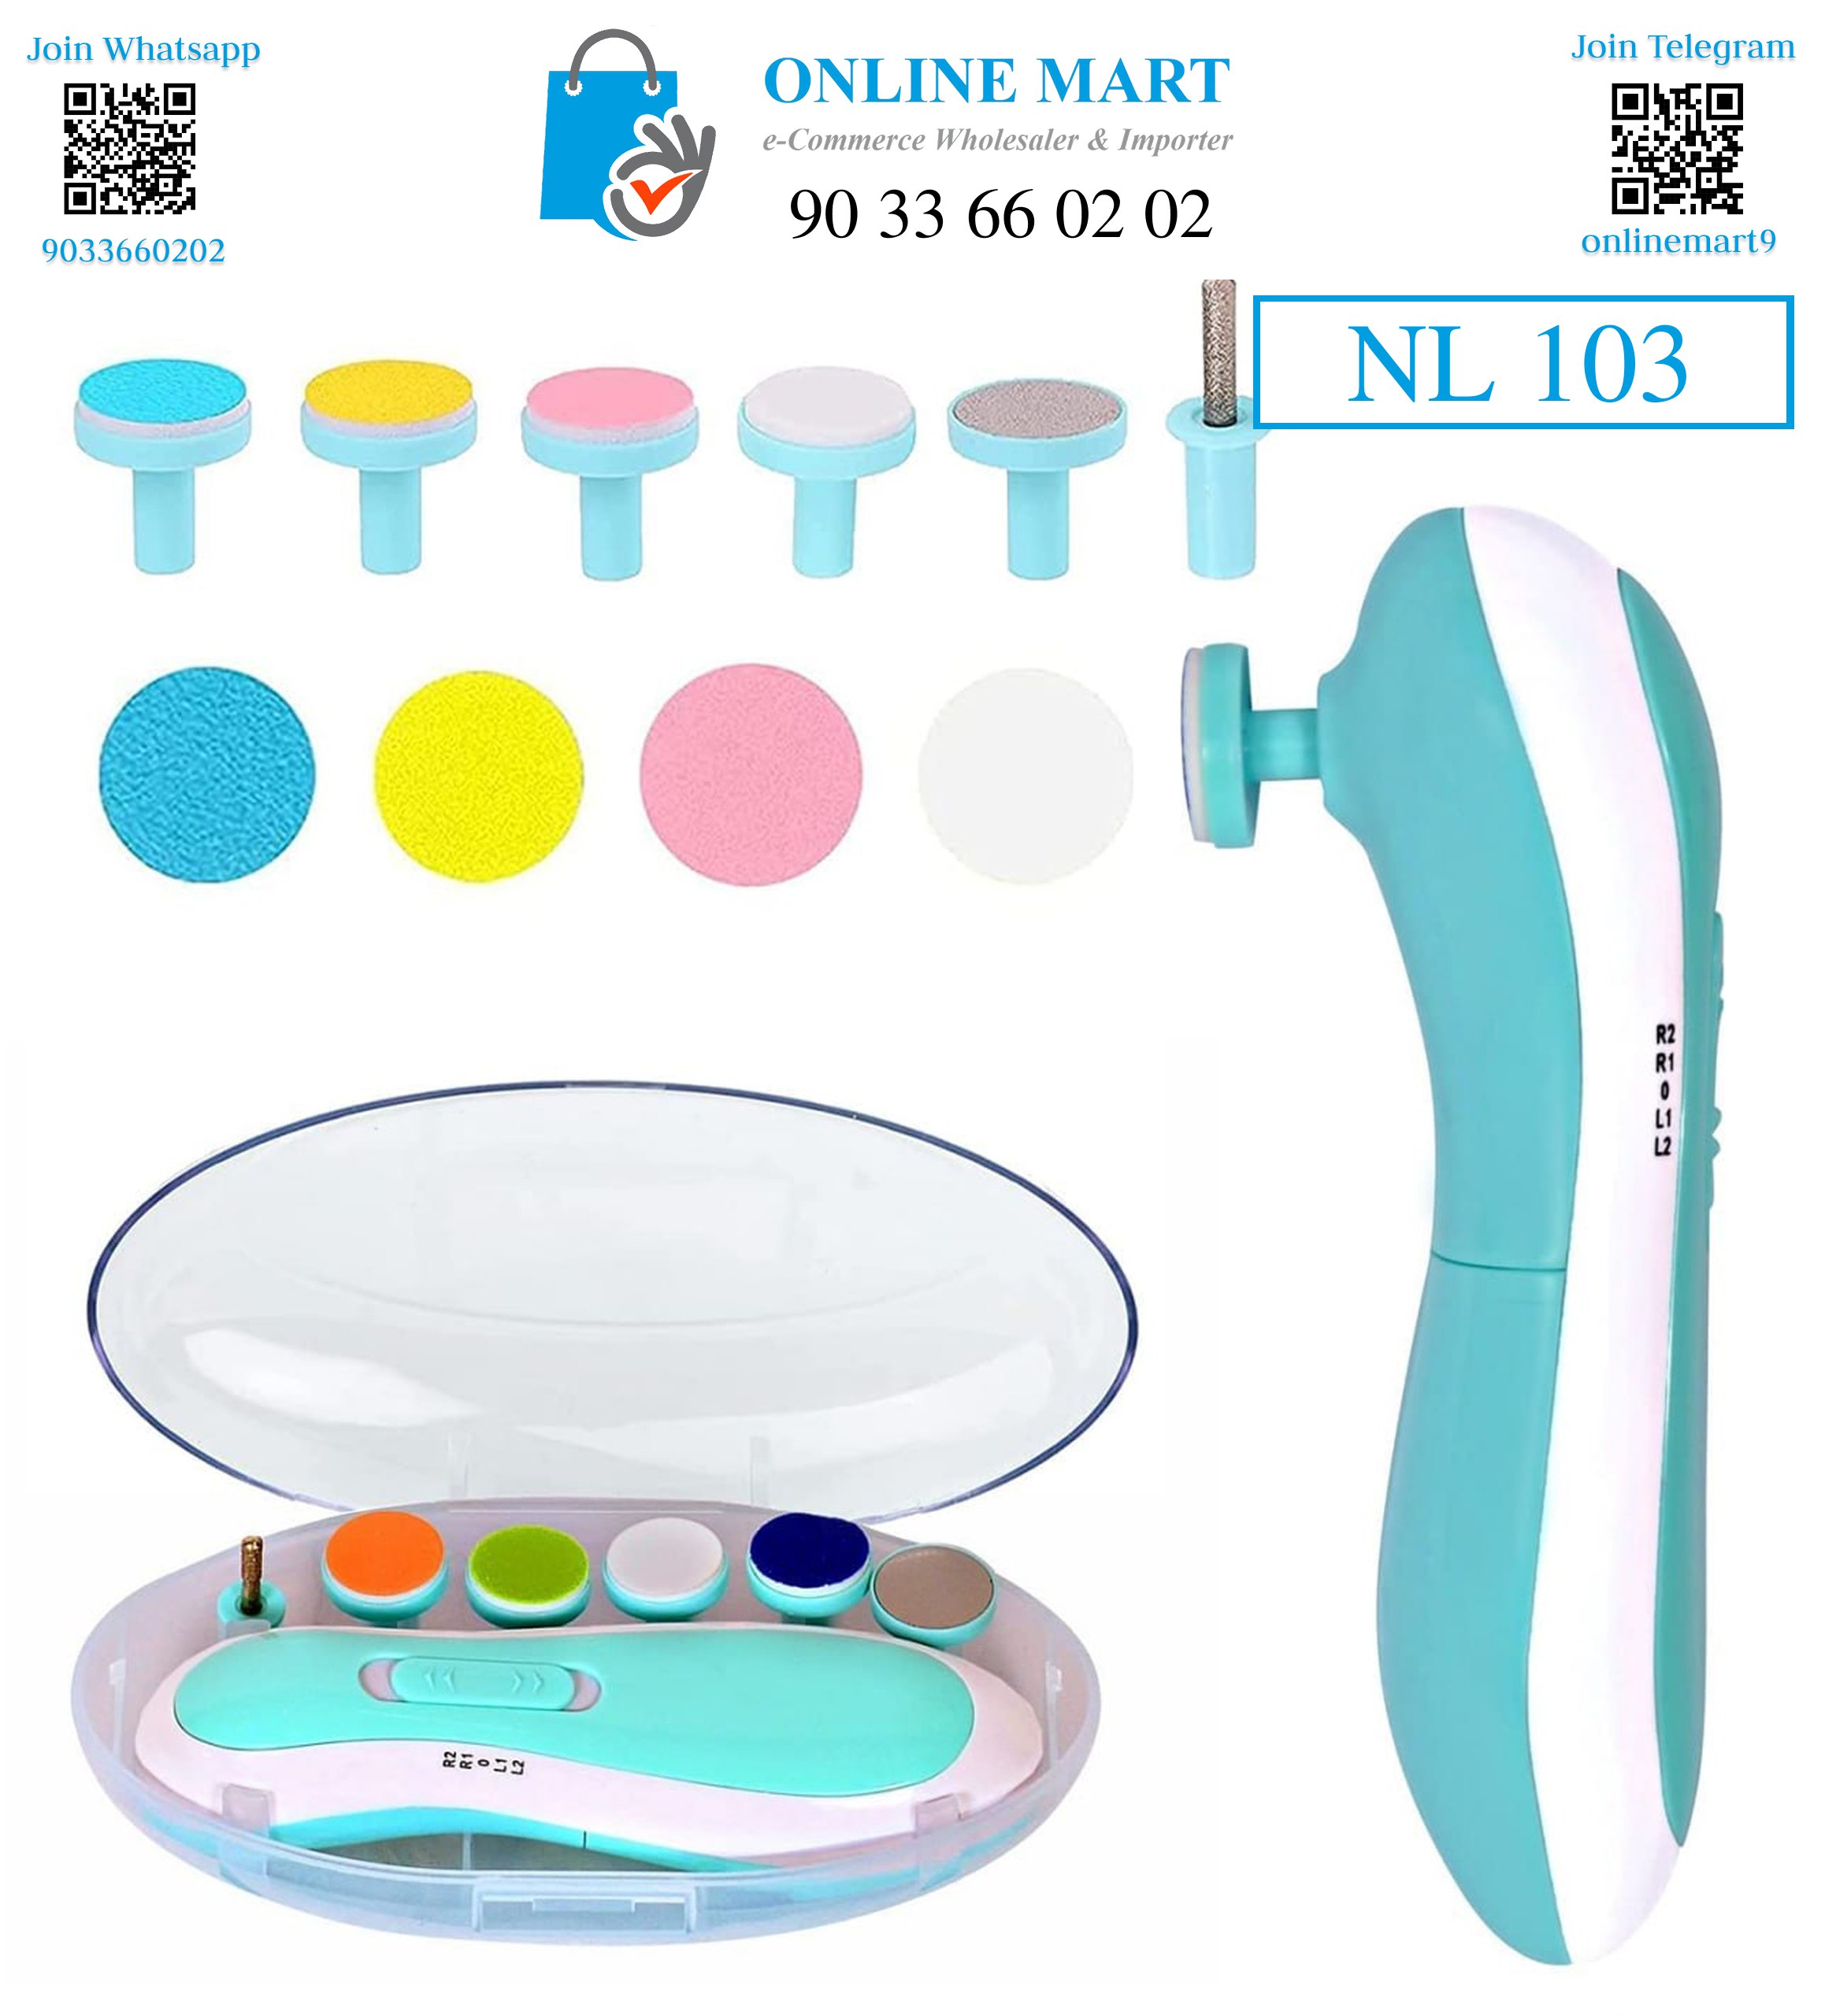 Join Whatsapp
9033660202
ONLINE MART
e-Commerce Wholesaler & Importer
90 33 66 02 02
Join Telegram
onlinemart9
NL 103
R2
R1
0
L1
L2
R2
R1
0
L1
L2